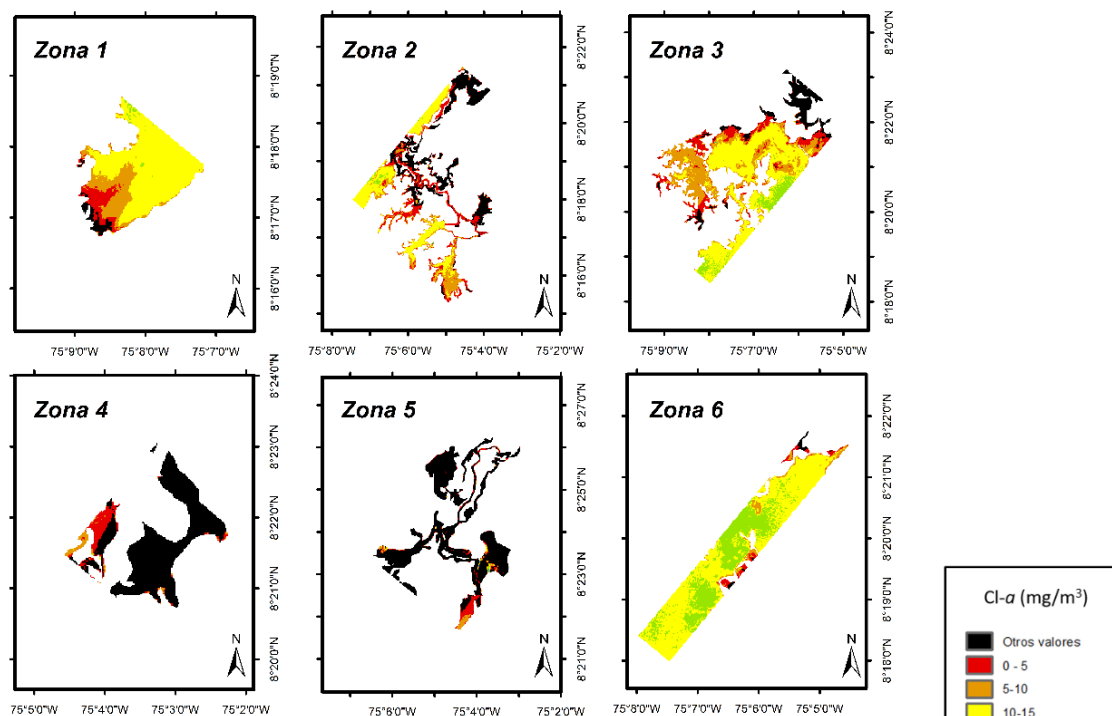 Zona 1
8°19'0"N
8°18'0"N
8°17'0"N
8°16'0"N
N
75°9'0"W
75°8'0"W
75°7'0"W
Zona 2
8°22'0"N
8°20'0"N
8°18'0"N
8°16'0"N
N
75°8'0"W
75°6'0"W
75°4'0"W
75°2'0"W
Zona 3
8°24'0"N
8°22'0"N
8°20'0"N
8°18'0"N
N
75°9'0"W
75°7'0"W
75°5'0"W
Zona 4
8°24'0"N
8°23'0"N
8°22'0"N
8°21'0"N
8°20'0"N
N
75°5'0"W
75°4'0"W
75°3'0"W
75°2'0"W
Zona 5
8°27'0"N
8°25'0"N
8°23'0"N
8°21'0"N
N
75°6'0"W
75°4'0"W
75°2'0"W
Zona 6
8°22'0"N
8°21'0"N
8°20'0"N
8°19'0"N
8°18'0"N
N
75°8'0"W
75°7'0"W
75°6'0"W
75°5'0"W
Cl-a (mg/m³)
Otros valores
0 - 5
5-10
10-15